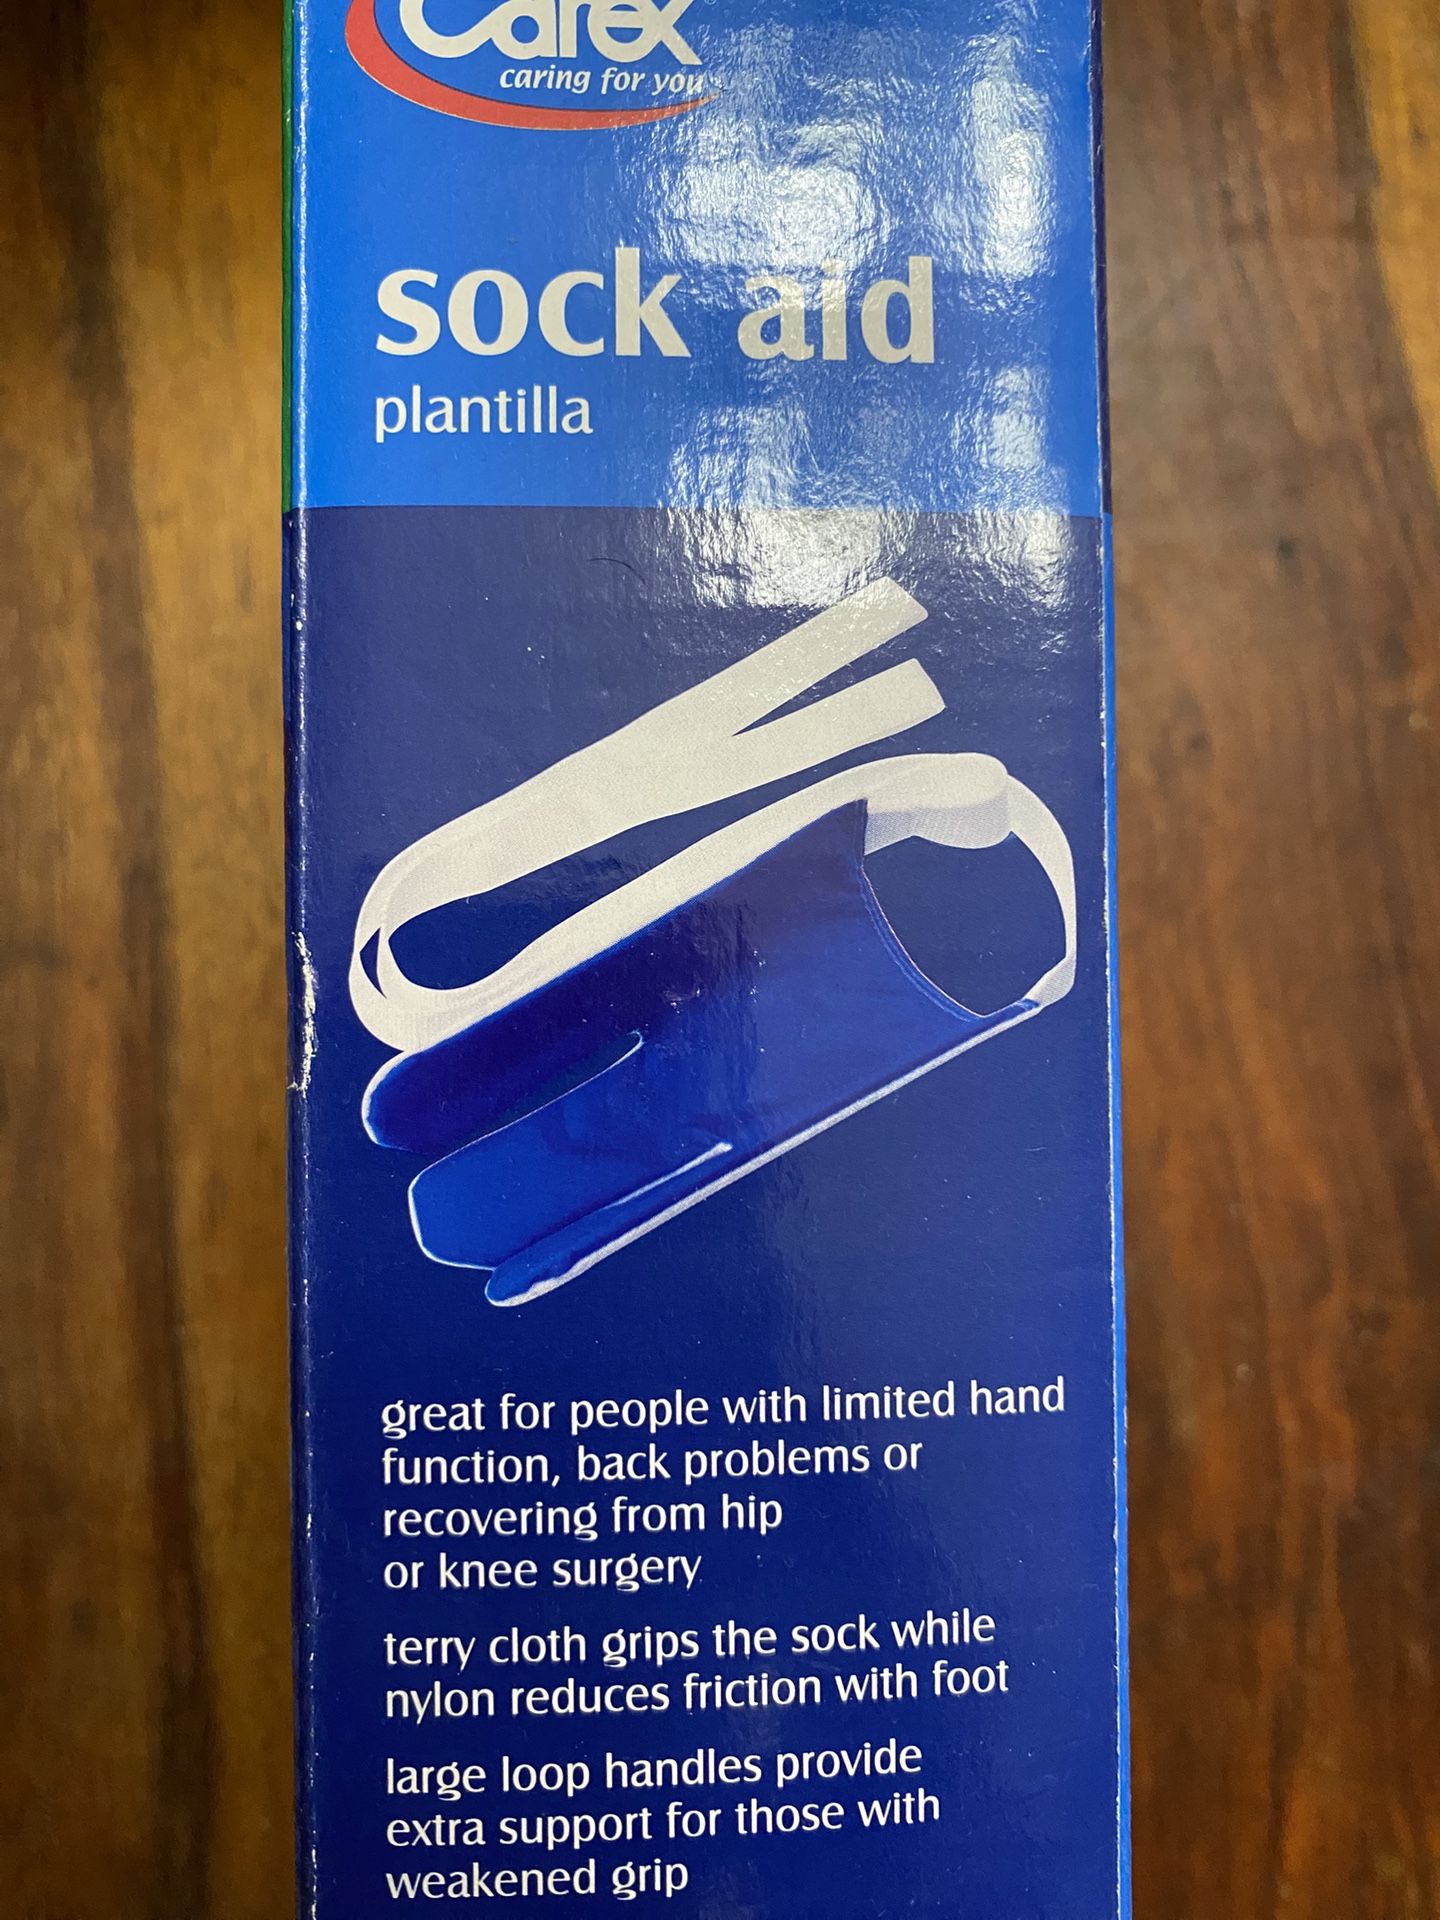 Carex
caring for you
sock aid
plantilla
great for people with limited hand
function, back problems or
recovering from hip
or knee surgery
terry cloth grips the sock while
nylon reduces friction with foot
large loop handles provide
extra support for those with
weakened grip